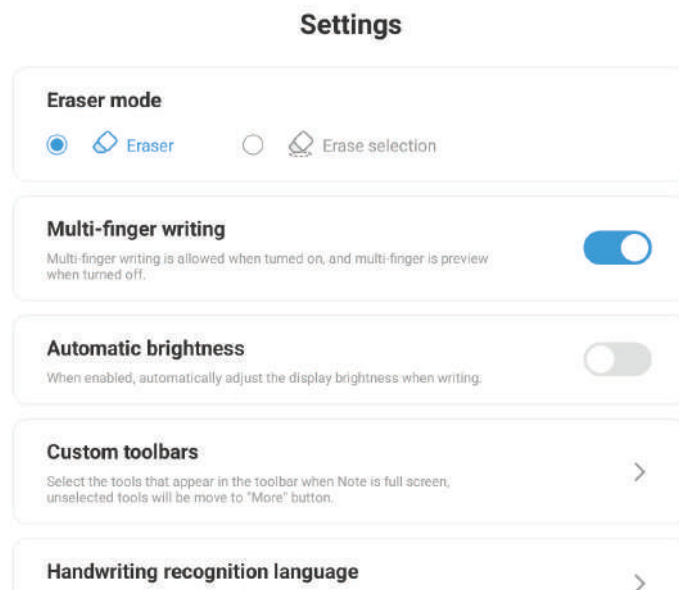 Settings
Eraser mode
Eraser Erase selection
Multi-finger writing
Multi-finger writing is allowed when turned on, and multi-finger is preview
when turned off.
Automatic brightness
When enabled, automatically adjust the display brightness when writing.
Custom toolbars
Select the tools that appear in the toolbar when Note is full screen,
unselected tools will be move to "More" button.
Handwriting recognition language